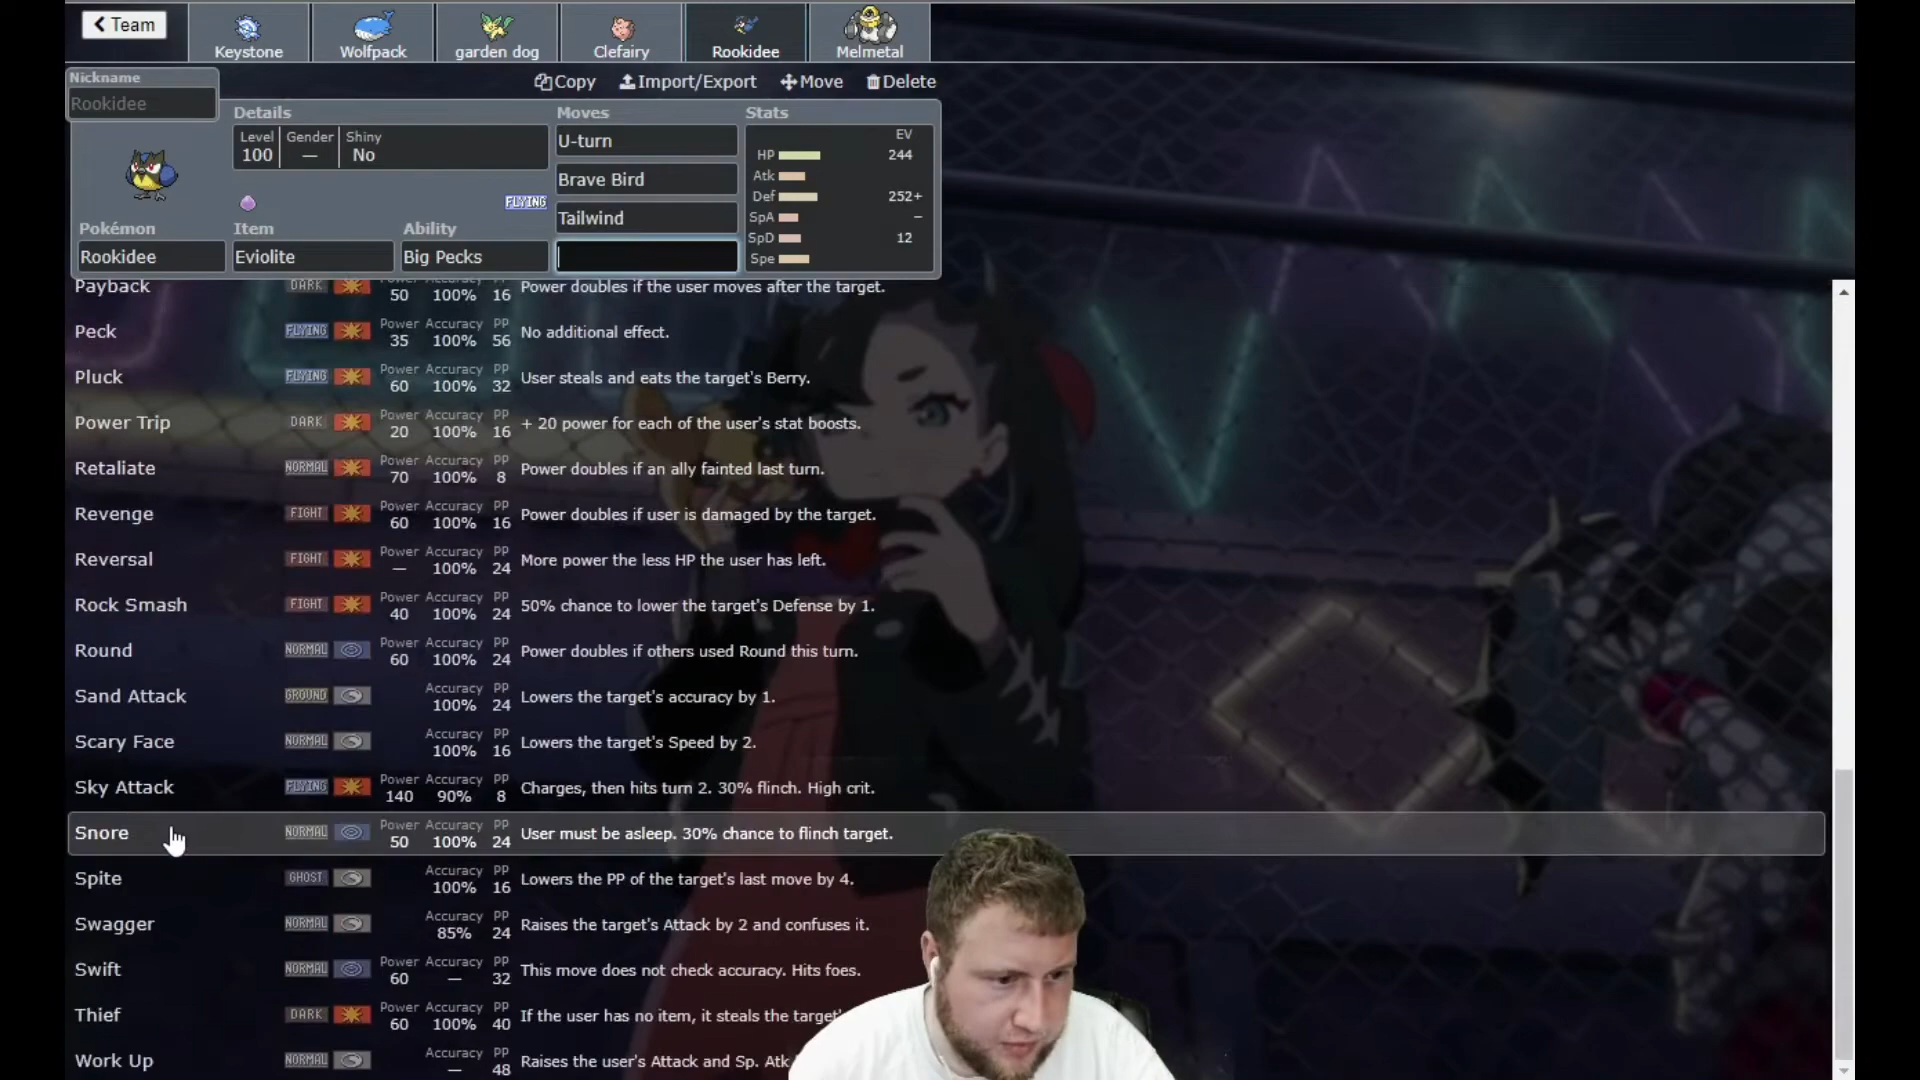 Team
Keystone
Wolfpack
garden dog
Clefairy
Rookidee
Melmetal
Nickname
Rookidee
Copy Import/Export Move Delete
Details
Moves
Stats
Level
100
Gender
—
Shiny
No
U-turn
Brave Bird
Tailwind
EV
HP 244
Atk
Def 252+
SpA –
SpD 12
Spe
FLYING
Pokémon
Rookidee
Item
Eviolite
Ability
Big Pecks
Payback DARK 50 100% Power Accuracy PP 16 Power doubles if the user moves after the target.
Peck FLYING Power 35 Accuracy 100% PP 56 No additional effect.
Pluck FLYING Power 60 Accuracy 100% PP 32 User steals and eats the target's Berry.
Power Trip DARK Power 20 Accuracy 100% PP 16 + 20 power for each of the user's stat boosts.
Retaliate NORMAL Power 70 Accuracy 100% PP 8 Power doubles if an ally fainted last turn.
Revenge FIGHT Power 60 Accuracy 100% PP 16 Power doubles if user is damaged by the target.
Reversal FIGHT Power — Accuracy 100% PP 24 More power the less HP the user has left.
Rock Smash FIGHT Power 40 Accuracy 100% PP 24 50% chance to lower the target's Defense by 1.
Round NORMAL Power 60 Accuracy 100% PP 24 Power doubles if others used Round this turn.
Sand Attack GROUND Accuracy 100% PP 24 Lowers the target's accuracy by 1.
Scary Face NORMAL Accuracy 100% PP 16 Lowers the target's Speed by 2.
Sky Attack FLYING Power 140 Accuracy 90% PP 8 Charges, then hits turn 2. 30% flinch. High crit.
Snore NORMAL Power 50 Accuracy 100% PP 24 User must be asleep. 30% chance to flinch target.
Spite GHOST Accuracy 100% PP 16 Lowers the PP of the target's last move by 4.
Swagger NORMAL Accuracy 85% PP 24 Raises the target's Attack by 2 and confuses it.
Swift NORMAL Power 60 Accuracy — PP 32 This move does not check accuracy. Hits foes.
Thief DARK Power 60 Accuracy 100% PP 40 If the user has no item, it steals the target'
Work Up NORMAL Accuracy — PP 48 Raises the user's Attack and Sp. Atk